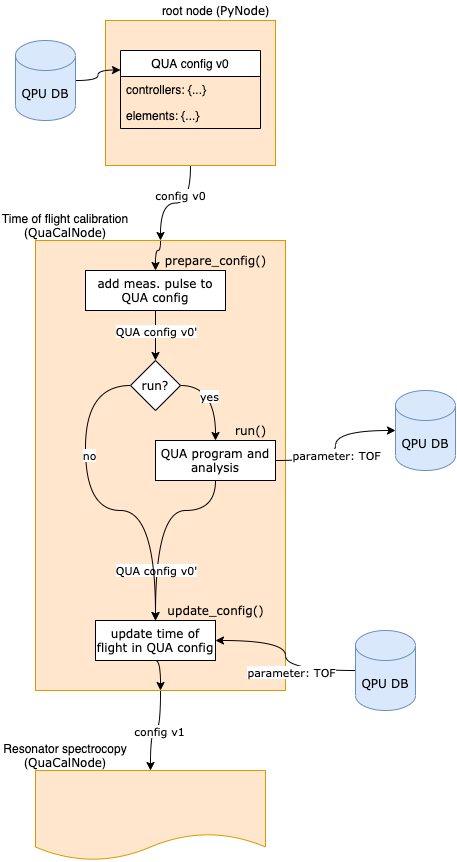 root node (PyNode)
QPU DB
QUA config v0
controllers: {...}
elements: {...}
config v0
Time of flight calibration
(QuaCalNode)
prepare_config()
add meas. pulse to
QUA config
QUA config v0'
run?
yes
no
run()
QUA program and
analysis
parameter: TOF
QPU DB
QUA config v0'
update_config()
update time of
flight in QUA config
parameter: TOF
QPU DB
config v1
Resonator spectrocopy
(QuaCalNode)